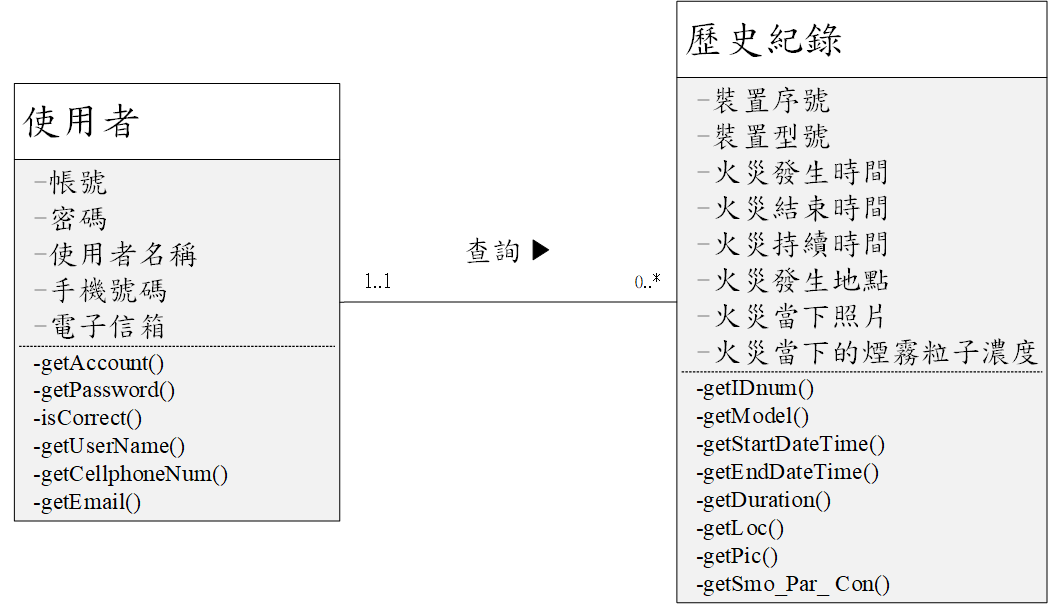 使用者
-帳號
-密碼
-使用者名稱
-手機號碼
-電子信箱
-getAccount()
-getPassword()
-isCorrect()
-getUserName()
-getCellphoneNum()
-getEmail()
查詢 ▶
1..1
0..*
歷史紀錄
-裝置序號
-裝置型號
-火災發生時間
-火災結束時間
-火災持續時間
-火災發生地點
-火災當下照片
-火災當下的煙霧粒子濃度
-getIDnum()
-getModel()
-getStartDateTime()
-getEndDateTime()
-getDuration()
-getLoc()
-getPic()
-getSmo_Par_ Con()